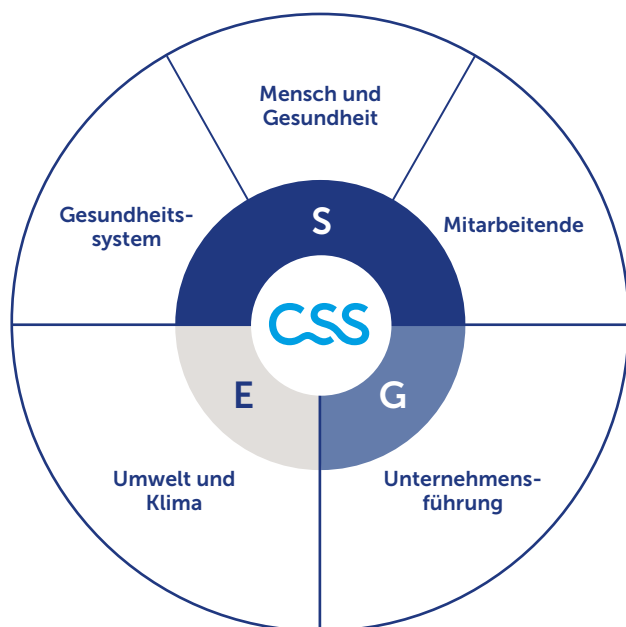 Mensch und
Gesundheit
Gesundheits-
system
S
Mitarbeitende
CSS
E
G
Umwelt und
Klima
Unternehmens-
führung